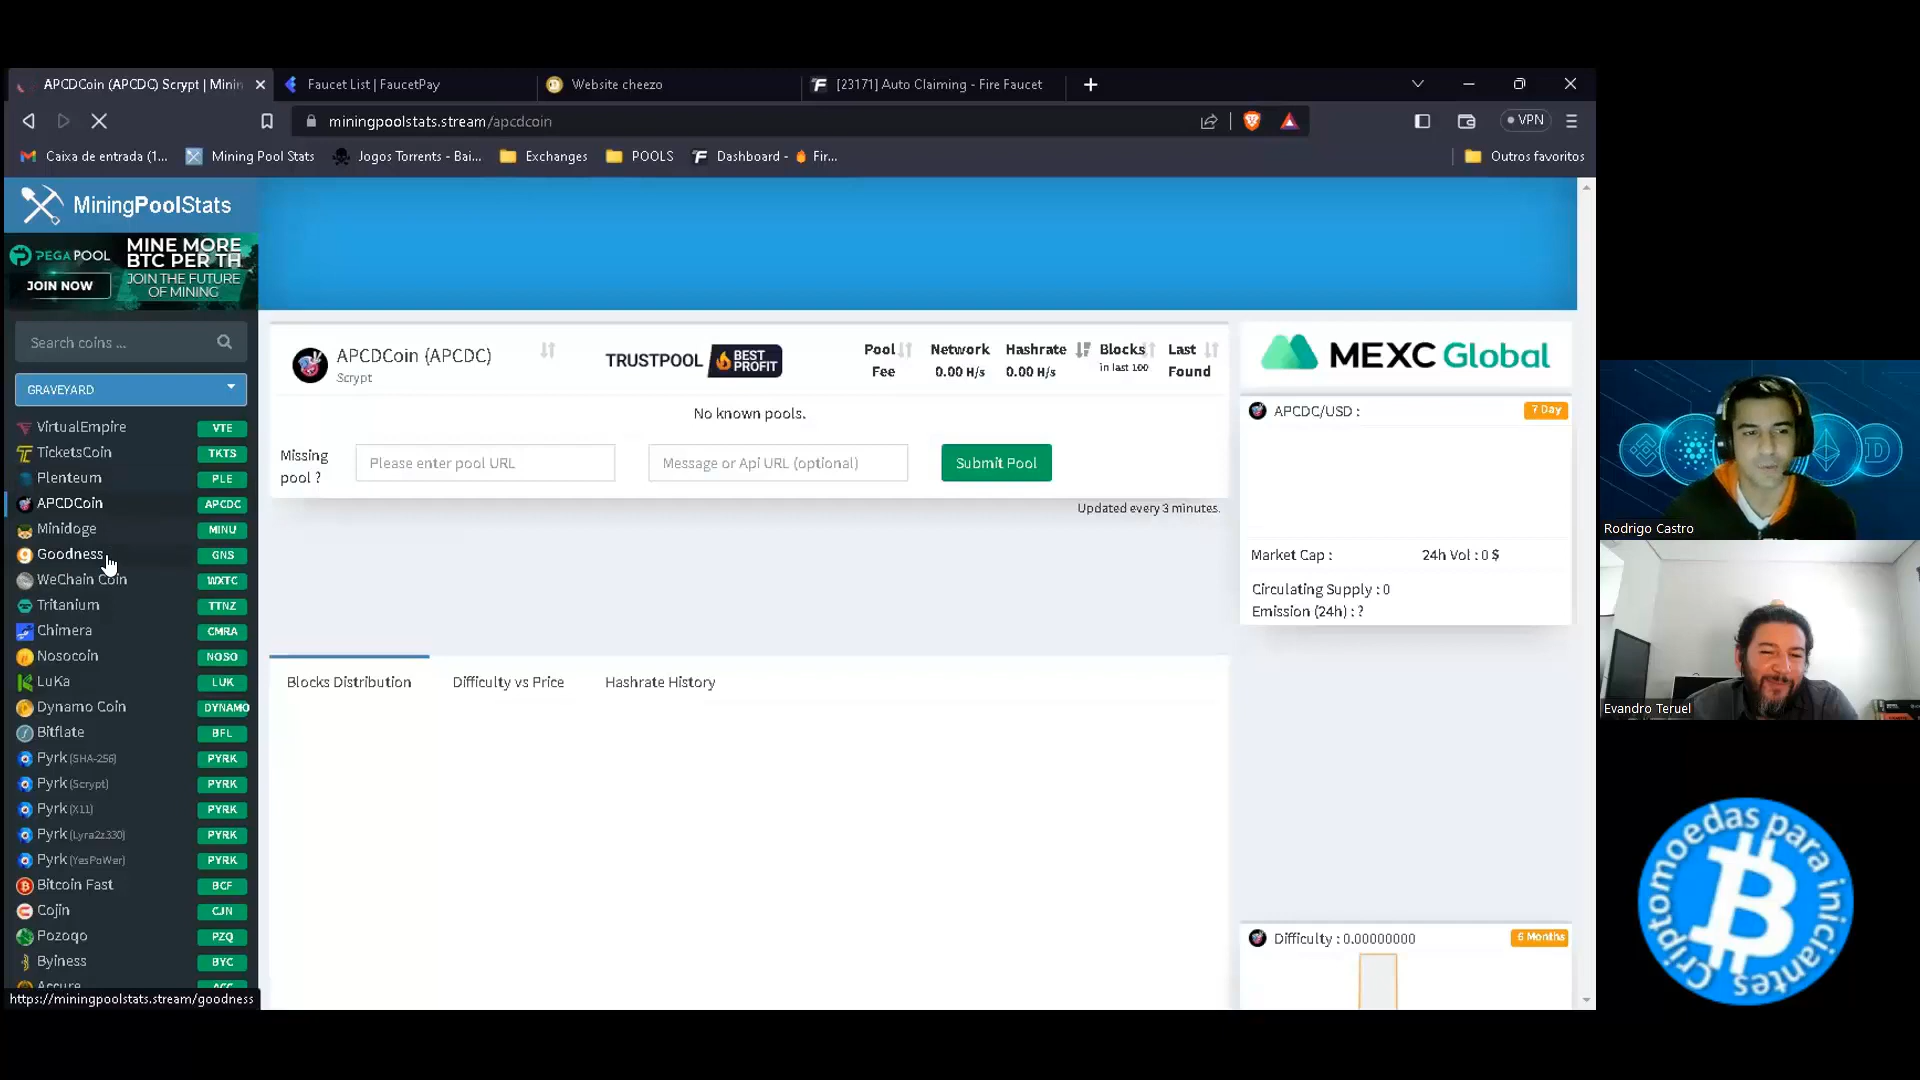 APCDCoin (APCDC) Scrypt | Minin
Faucet List | FaucetPay
Website cheezo
[23171] Auto Claiming - Fire Faucet
miningpoolstats.stream/apcdcoin
VPN
Caixa de entrada (1...
Mining Pool Stats
Jogos Torrents - Bai...
Exchanges
POOLS
Dashboard - Fir...
Outros favoritos
MiningPoolStats
PEGA POOL
JOIN NOW
MINE MORE
BTC PER TH
JOIN THE FUTURE
OF MINING
Search coins ...
GRAVEYARD
VirtualEmpire VTE
TicketsCoin TKTS
Plenteum PLE
APCDCoin APCDC
Minidoge MINU
Goodness GNS
WeChain Coin WXTC
Tritanium TTNZ
Chimera CMRA
Nosocoin NOSO
LuKa LUK
Dynamo Coin DYNAMO
Bitflate BFL
Pyrk (SHA-256) PYRK
Pyrk (Scrypt) PYRK
Pyrk (X11) PYRK
Pyrk (Lyra2z330) PYRK
Pyrk (YesPoWer) PYRK
Bitcoin Fast BCF
Cojin CJN
Pozoqo PZQ
Byiness BYC
https://miningpoolstats.stream/goodness
APCDCoin (APCDC)
Scrypt
TRUSTPOOL BEST PROFIT
Pool Fee
Network 0.00 H/s
Hashrate 0.00 H/s
Blocks in last 100
Last Found
No known pools.
Missing pool ?
Please enter pool URL
Message or Api URL (optional)
Submit Pool
Updated every 3 minutes.
Blocks Distribution
Difficulty vs Price
Hashrate History
MEXC Global
APCDC/USD :
7 Day
Market Cap :
24h Vol : 0 $
Circulating Supply : 0
Emission (24h) : ?
Difficulty : 0.00000000
6 Months
Rodrigo Castro
Evandro Teruel
Criptomoedas para iniciantes